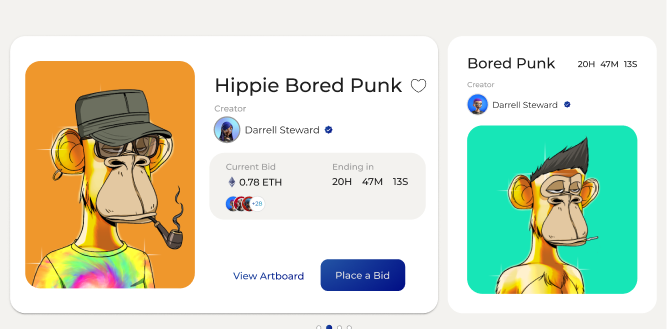 Hippie Bored Punk
Creator
Darrell Steward
Current Bid
Ending in
0.78 ETH
20H 47M 13S
+28
View Artboard
Place a Bid
Bored Punk
20H 47M 13S
Creator
Darrell Steward